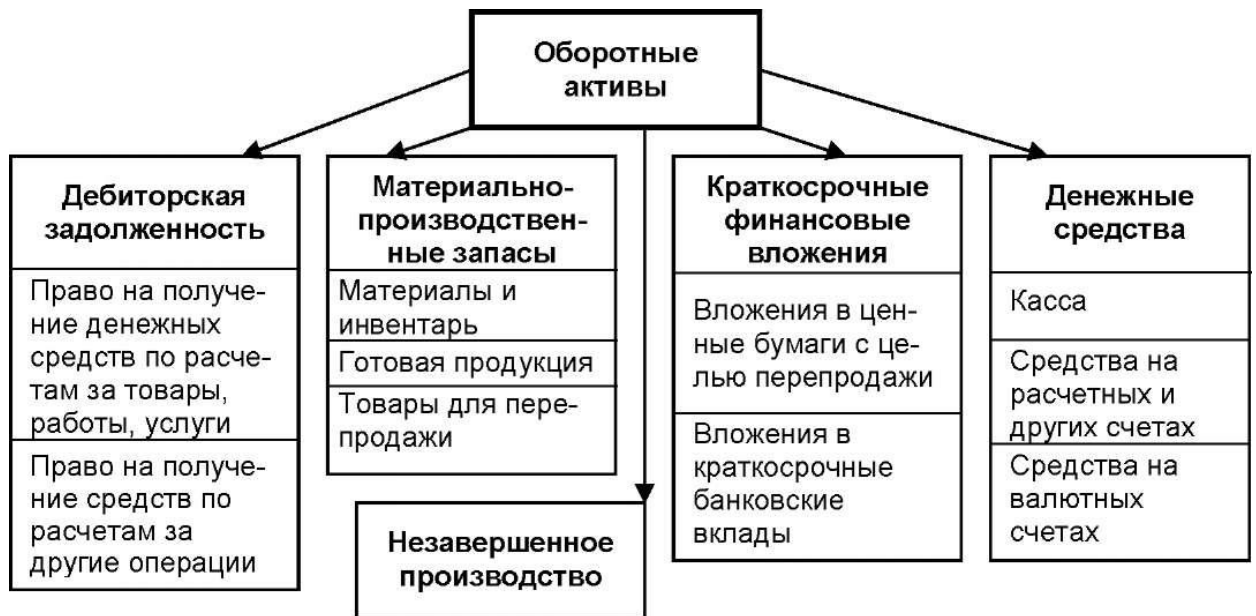 Оборотные
активы
Дебиторская
задолженность
Право на получе-
ние денежных
средств по расче-
там за товары,
работы, услуги
Право на получе-
ние средств по
расчетам за
другие операции
Материально-
производствен-
ные запасы
Материалы и
инвентарь
Готовая продукция
Товары для пере-
продажи
Незавершенное
производство
Краткосрочные
финансовые
вложения
Вложения в цен-
ные бумаги с це-
лью перепродажи
Вложения в
краткосрочные
банковские
вклады
Денежные
средства
Касса
Средства на
расчетных и
других счетах
Средства на
валютных
счетах